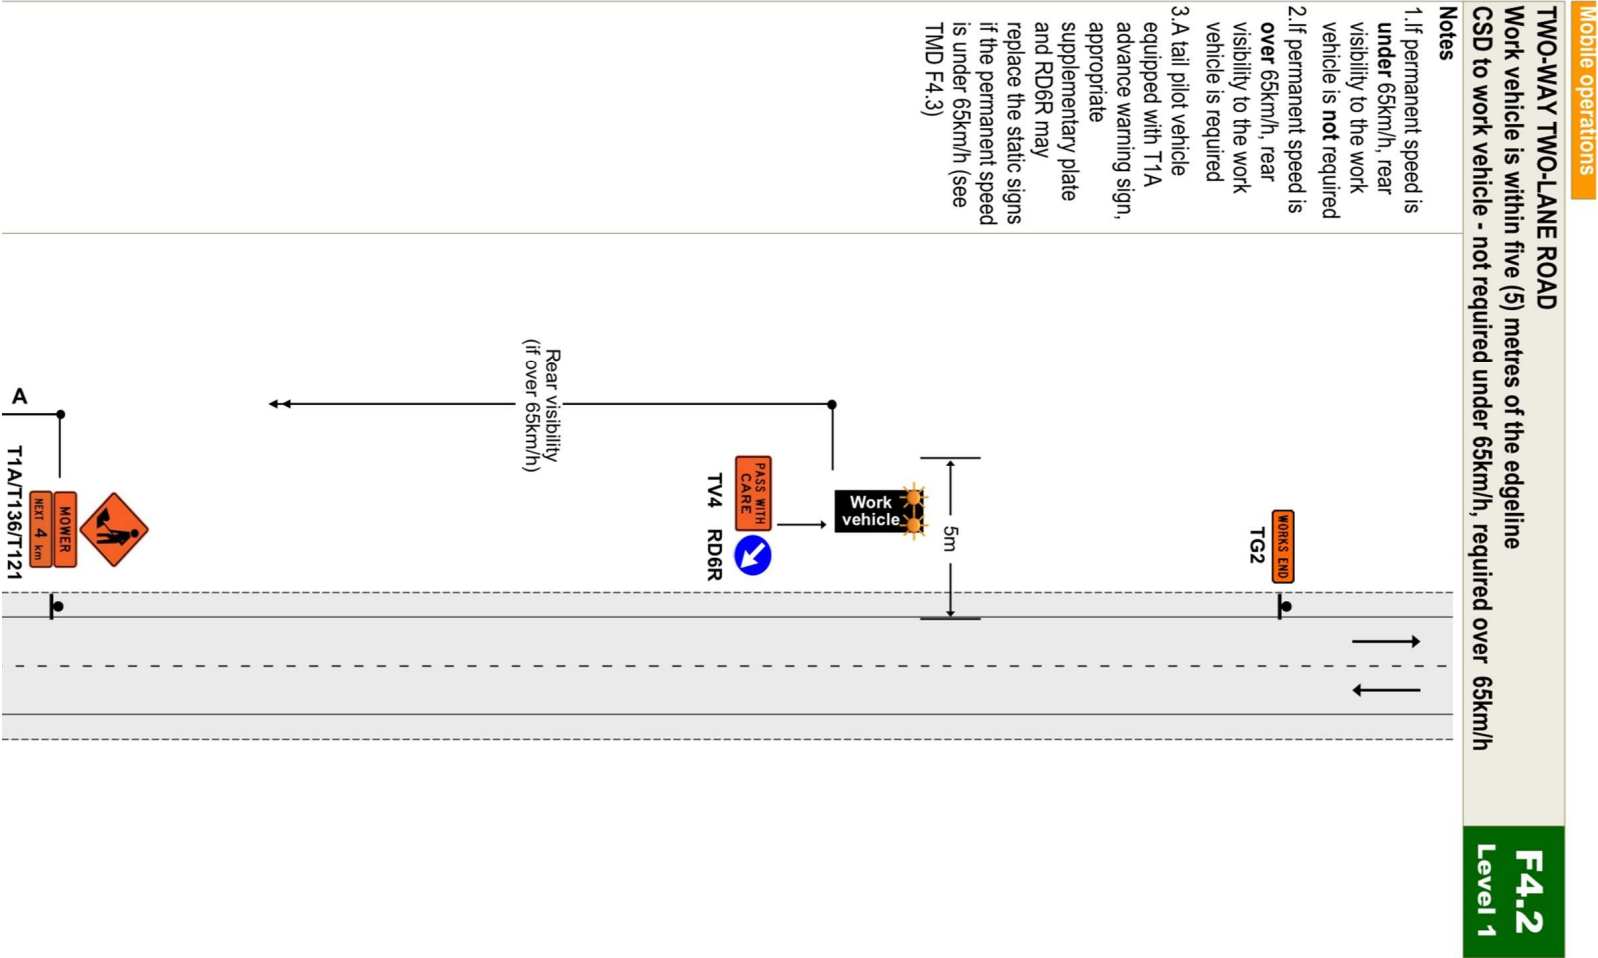 Mobile operations
TWO-WAY TWO-LANE ROAD
Work vehicle is within five (5) metres of the edgeline
CSD to work vehicle - not required under 65km/h, required over 65km/h
F4.2
Level 1
Notes
1.If permanent speed is
under 65km/h, rear
visibility to the work
vehicle is not required
2.If permanent speed is
over 65km/h, rear
visibility to the work
vehicle is required
3.A tail pilot vehicle
equipped with T1A
advance warning sign,
appropriate
supplementary plate
and RD6R may
replace the static signs
if the permanent speed
is under 65km/h (see
TMD F4.3)
WORKS END
TG2
5m
Work
vehicle
PASS WITH
CARE
TV4 RD6R
Rear visibility
(if over 65km/h)
MOWER
NEXT 4 km
T1A/T136/T121
A